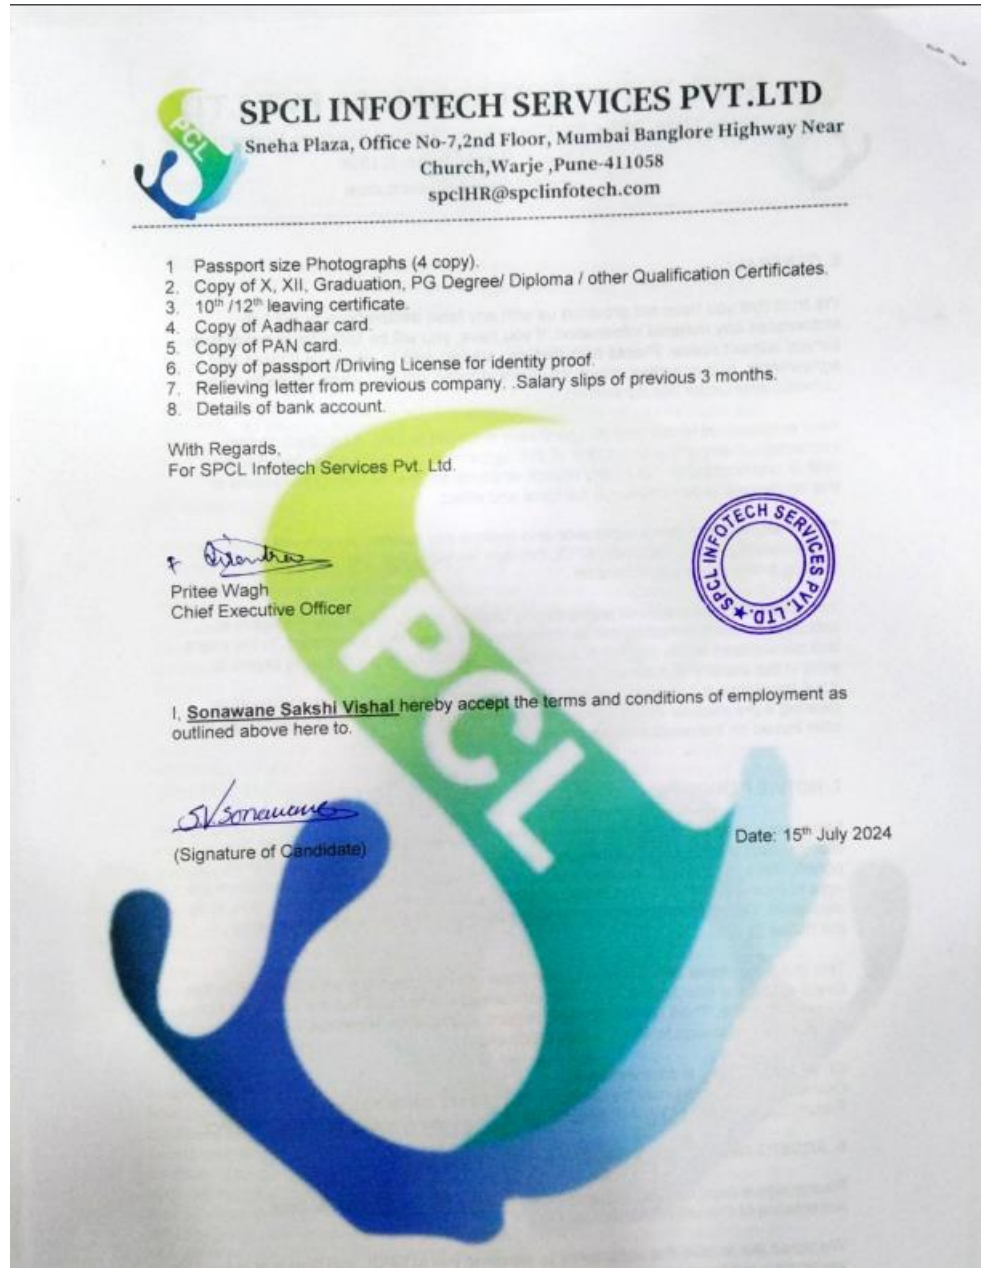 PCL
SPCL INFOTECH SERVICES PVT.LTD
Sneha Plaza, Office No-7,2nd Floor, Mumbai Banglore Highway Near
Church,Warje ,Pune-411058
spclHR@spclinfotech.com
1 Passport size Photographs (4 copy).
2. Copy of X, XII, Graduation, PG Degree/ Diploma / other Qualification Certificates.
3. 10th /12th leaving certificate.
4. Copy of Aadhaar card.
5. Copy of PAN card.
6. Copy of passport /Driving License for identity proof.
7. Relieving letter from previous company. .Salary slips of previous 3 months.
8. Details of bank account.
With Regards,
For SPCL Infotech Services Pvt. Ltd.
SPCL INFOTECH SERVICES PVT. LTD. ★
Pritee Wagh
Chief Executive Officer
PCL
I, Sonawane Sakshi Vishal hereby accept the terms and conditions of employment as
outlined above here to.
S.V.Sonawane
(Signature of Candidate)
Date: 15th July 2024